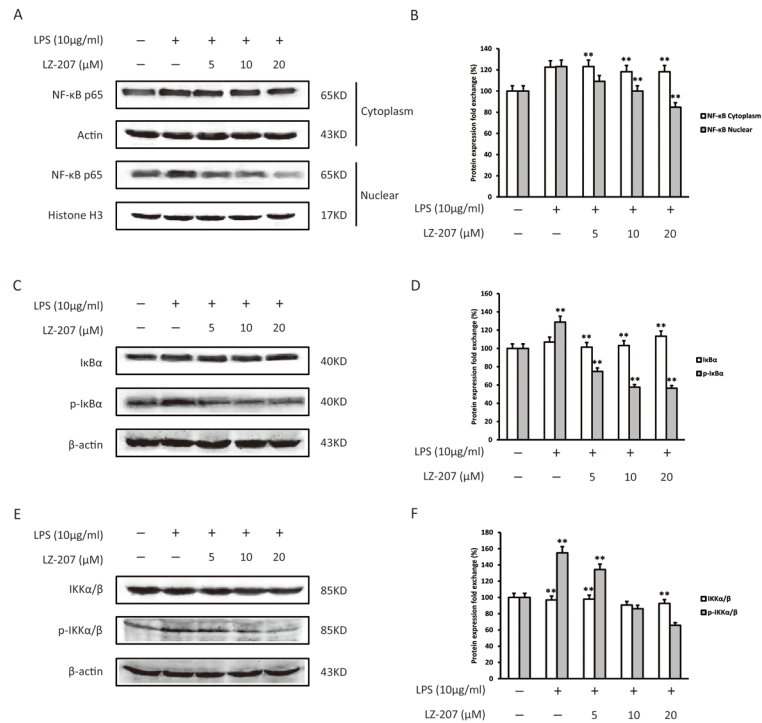 A
LPS (10μg/ml) — + + + +
LZ-207 (μM) — — 5 10 20
NF-κB p65 65KD
Actin 43KD
Cytoplasm
NF-κB p65 65KD
Histone H3 17KD
Nuclear
B
Protein expression fold exchange (%)
140
120
100
80
60
40
20
0
** ** ** ** **
NF-κB Cytoplasm
NF-κB Nuclear
LPS (10μg/ml) — + + + +
LZ-207 (μM) — — 5 10 20
C
LPS (10μg/ml) — + + + +
LZ-207 (μM) — — 5 10 20
IκBα 40KD
p-IκBα 40KD
β-actin 43KD
D
Protein expression fold exchange (%)
160
140
120
100
80
60
40
20
0
** ** ** ** ** ** **
IκBα
p-IκBα
LPS (10μg/ml) — + + + +
LZ-207 (μM) — — 5 10 20
E
LPS (10μg/ml) — + + + +
LZ-207 (μM) — — 5 10 20
IKKα/β 85KD
p-IKKα/β 85KD
β-actin 43KD
F
Protein expression fold exchange (%)
180
160
140
120
100
80
60
40
20
0
** ** ** ** **
IKKα/β
p-IKKα/β
LPS (10μg/ml) — + + + +
LZ-207 (μM) — — 5 10 20